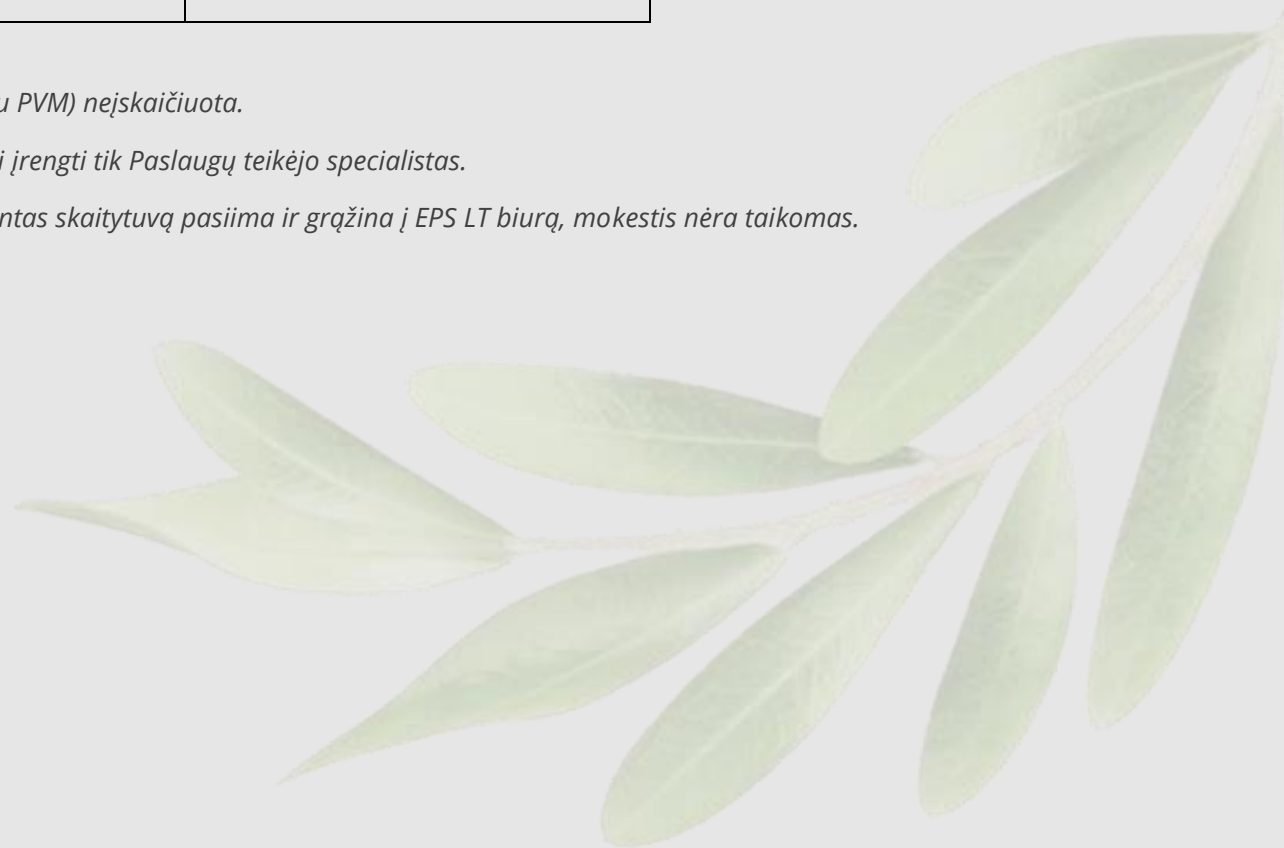 u PVM) neįskaičiuota.
i įrengti tik Paslaugų teikėjo specialistas.
ntas skaitytuvą pasiima ir grąžina į EPS LT biurą, mokestis nėra taikomas.